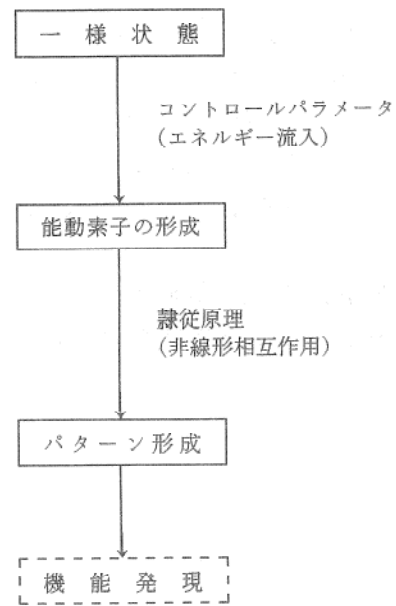 一様状態
コントロールパラメータ
(エネルギー流入)
能動素子の形成
隷従原理
(非線形相互作用)
パターン形成
機能発現